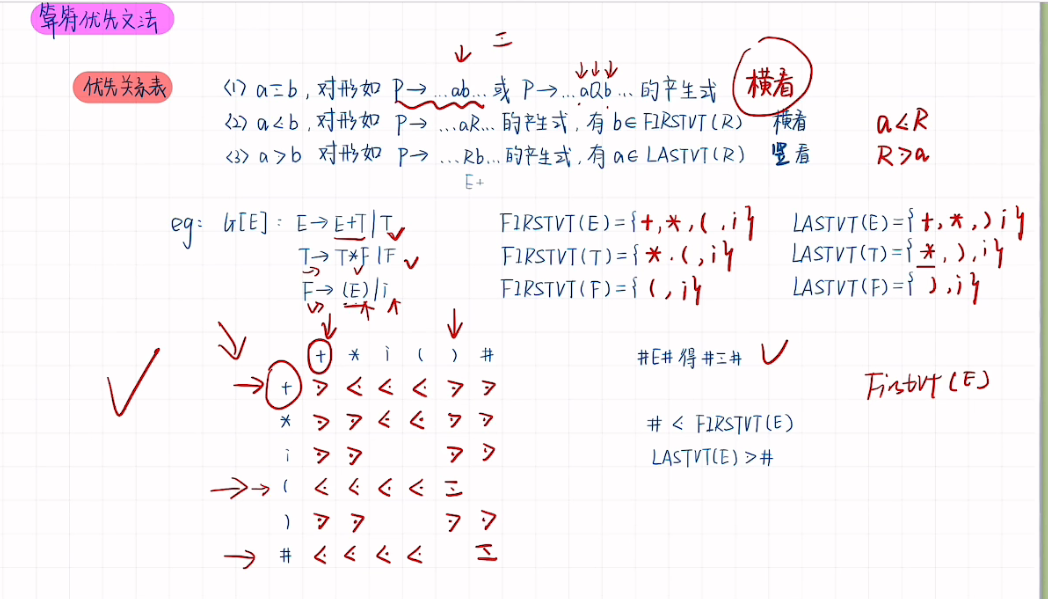 算符优先文法
优先关系表
(1) a≡b, 对形如 P→...ab... 或 P→...aQb... 的产生式 横看
(2) a<b, 对形如 P→ ...aR... 的产生式, 有 b∈FIRSTVT(R) 横看 a⋖R
(3) a>b 对形如 P→ ...Rb... 的产生式, 有 a∈LASTVT(R) 竖看 R⋗a
E+
eg: G[E]: E→E+T|T FIRSTVT(E)={+,*,(,i} LASTVT(E)={+,*,),i}
T→T*F|F FIRSTVT(T)={*.(,i} LASTVT(T)={*,),i}
F→(E)|i FIRSTVT(F)={(,i} LASTVT(F)={),i}
+ * i ( ) # #E#得#≡#
+ ⋗ ⋖ ⋖ ⋖ ⋗ ⋗ FirstVT(E)
* ⋗ ⋗ ⋖ ⋖ ⋗ ⋗ # < FIRSTVT(E)
i ⋗ ⋗ ⋗ ⋗ LASTVT(E)>#
( ⋖ ⋖ ⋖ ⋖ ≡
) ⋗ ⋗ ⋗ ⋗
# ⋖ ⋖ ⋖ ⋖ ≡